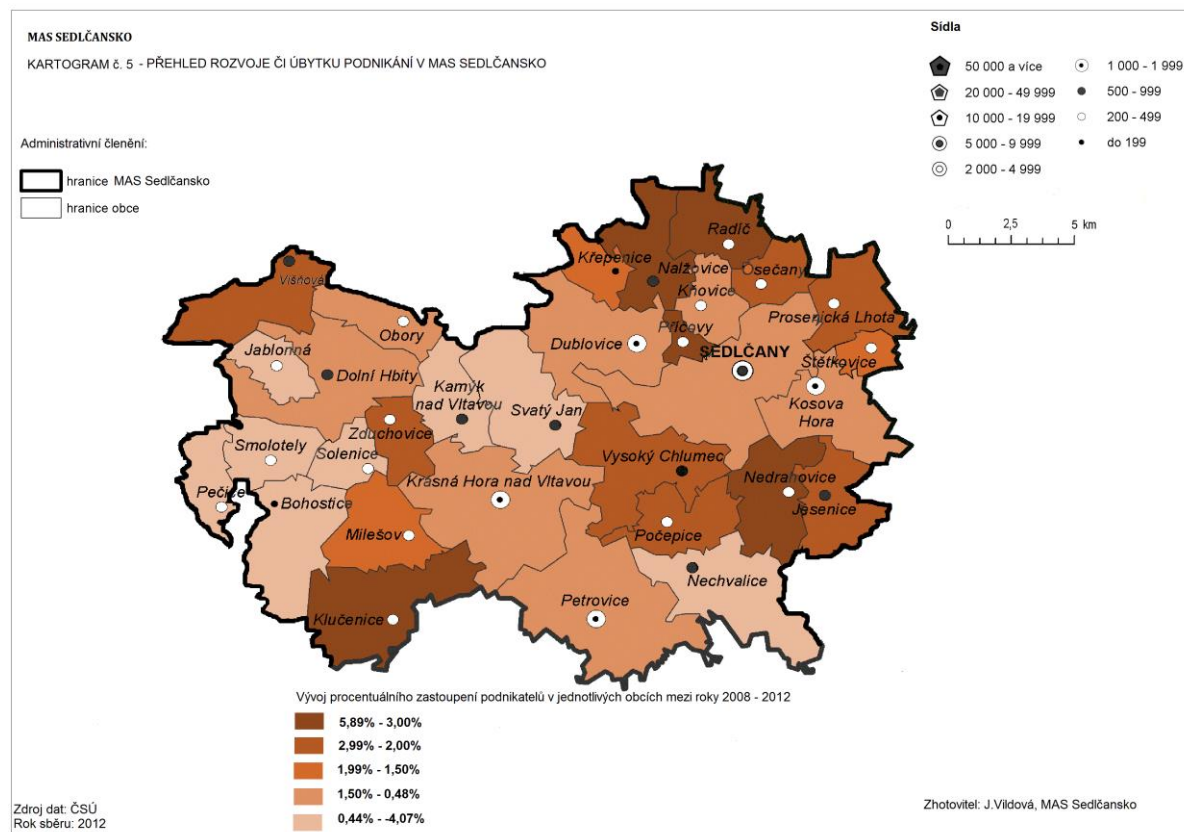 MAS SEDLČANSKO
KARTOGRAM č. 5 - PŘEHLED ROZVOJE ČI ÚBYTKU PODNIKÁNÍ V MAS SEDLČANSKO
Sídla
50 000 a více
20 000 - 49 999
10 000 - 19 999
5 000 - 9 999
2 000 - 4 999
1 000 - 1 999
500 - 999
200 - 499
do 199
0 2,5 5 km
Administrativní členění:
hranice MAS Sedlčansko
hranice obce
Radíč
Křepenice
Nalžovice
Osečany
Višňová
Kňovice
Obory
Prosenická Lhota
Příčovy
Dublovice
SEDLČANY
Jablonná
Štětkovice
Dolní Hbity
Kamýk
nad Vltavou
Svatý Jan
Kosova
Hora
Zduchovice
Smolotely
Solenice
Vysoký Chlumec
Nedrahovice
Krásná Hora nad Vltavou
Pečice
Bohostice
Jesenice
Milešov
Počepice
Nechvalice
Petrovice
Klučenice
Vývoj procentuálního zastoupení podnikatelů v jednotlivých obcích mezi roky 2008 - 2012
5,89% - 3,00%
2,99% - 2,00%
1,99% - 1,50%
1,50% - 0,48%
0,44% - -4,07%
Zdroj dat: ČSÚ
Rok sběru: 2012
Zhotovitel: J.Vildová, MAS Sedlčansko